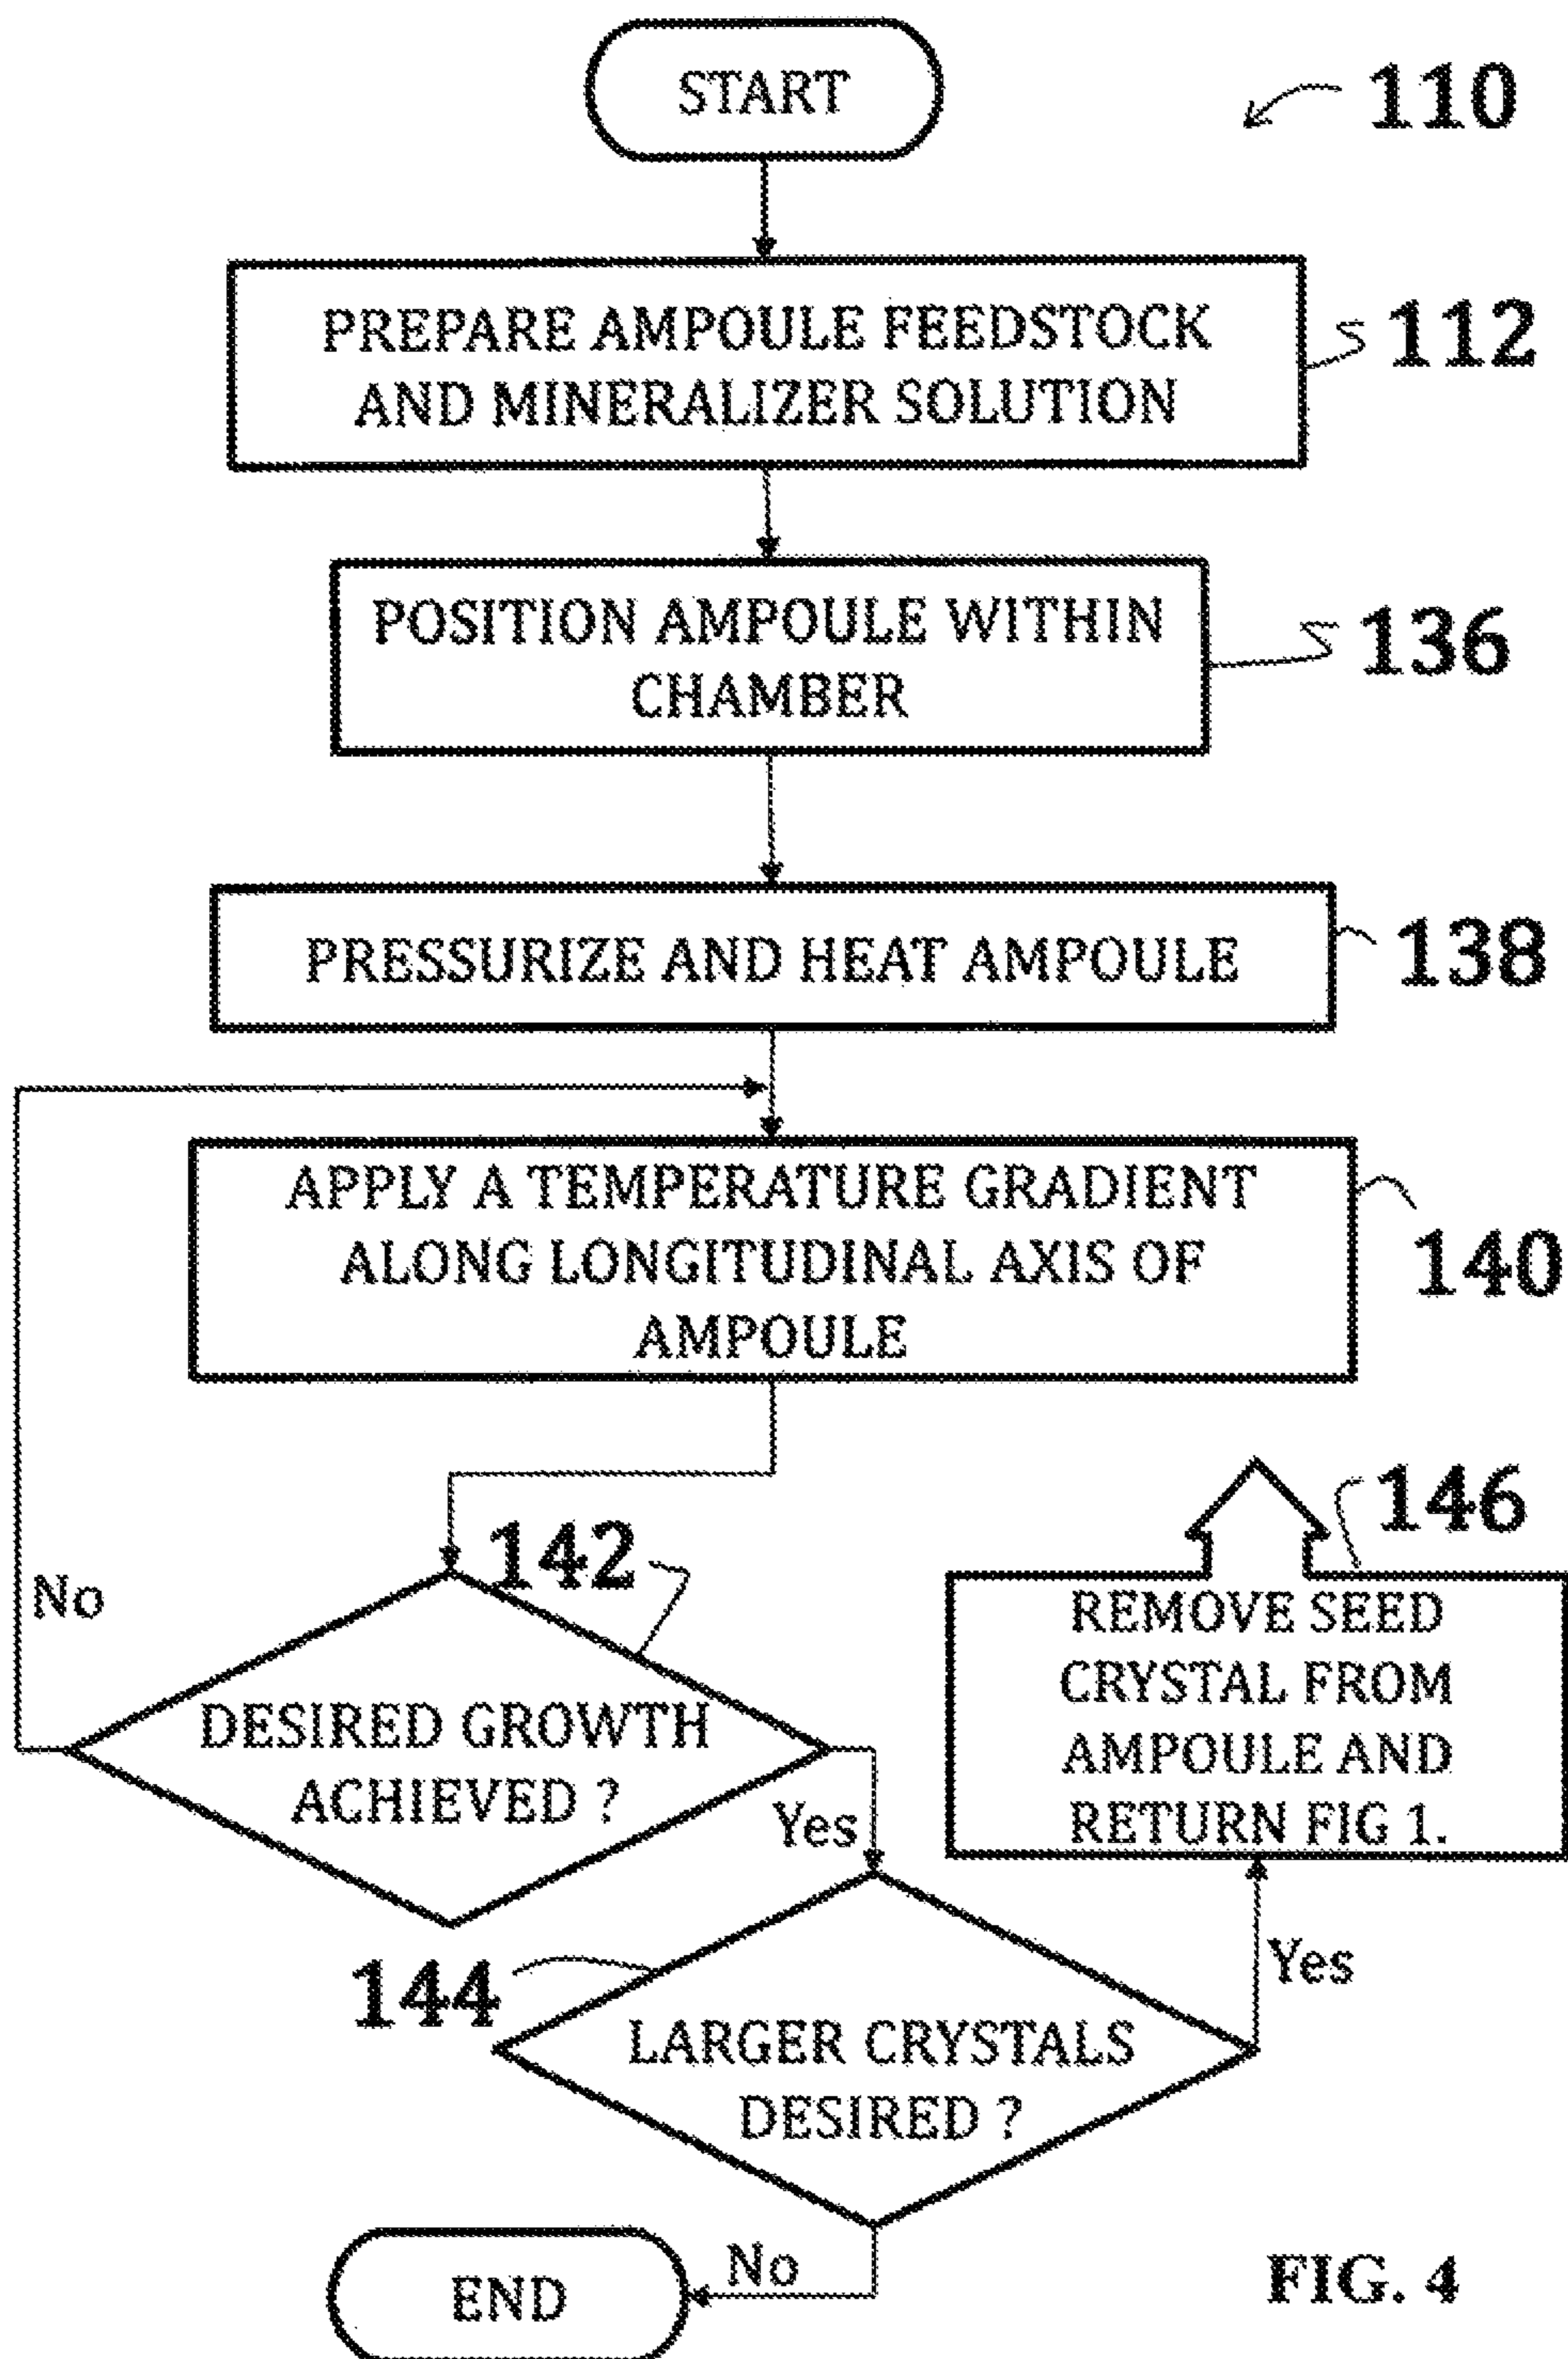 START
110
PREPARE AMPOULE FEEDSTOCK
AND MINERALIZER SOLUTION
112
POSITION AMPOULE WITHIN
CHAMBER
136
PRESSURIZE AND HEAT AMPOULE
138
APPLY A TEMPERATURE GRADIENT
ALONG LONGITUDINAL AXIS OF
AMPOULE
140
142
No
DESIRED GROWTH
ACHIEVED ?
Yes
146
REMOVE SEED
CRYSTAL FROM
AMPOULE AND
RETURN FIG 1.
Yes
144
LARGER CRYSTALS
DESIRED ?
No
END
FIG. 4